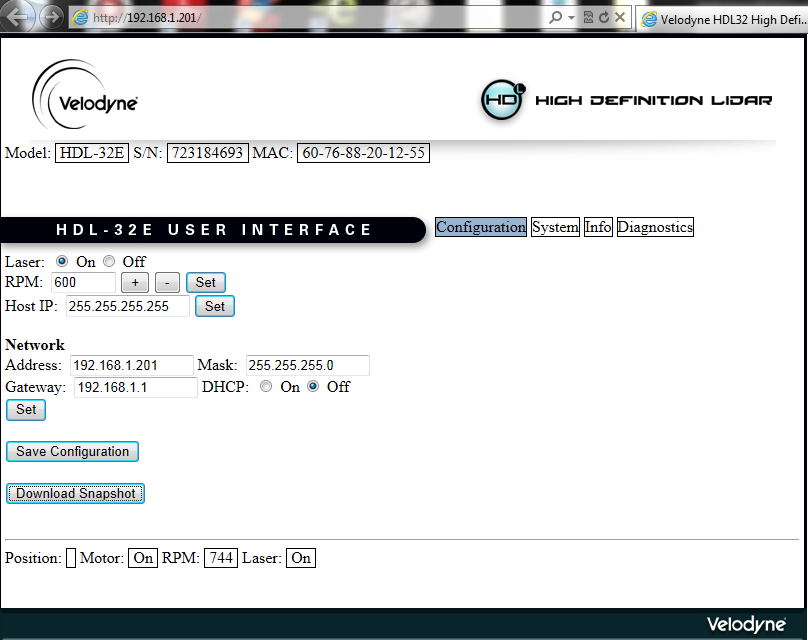 http://192.168.1.201/
Velodyne HDL32 High Defi...
Velodyne
HDL HIGH DEFINITION LiDAR
Model: HDL-32E S/N: 723184693 MAC: 60-76-88-20-12-55
HDL-32E USER INTERFACE
Configuration System Info Diagnostics
Laser: On Off
RPM: 600 + - Set
Host IP: 255.255.255.255 Set
Network
Address: 192.168.1.201 Mask: 255.255.255.0
Gateway: 192.168.1.1 DHCP: On Off
Set
Save Configuration
Download Snapshot
Position: Motor: On RPM: 744 Laser: On
Velodyne